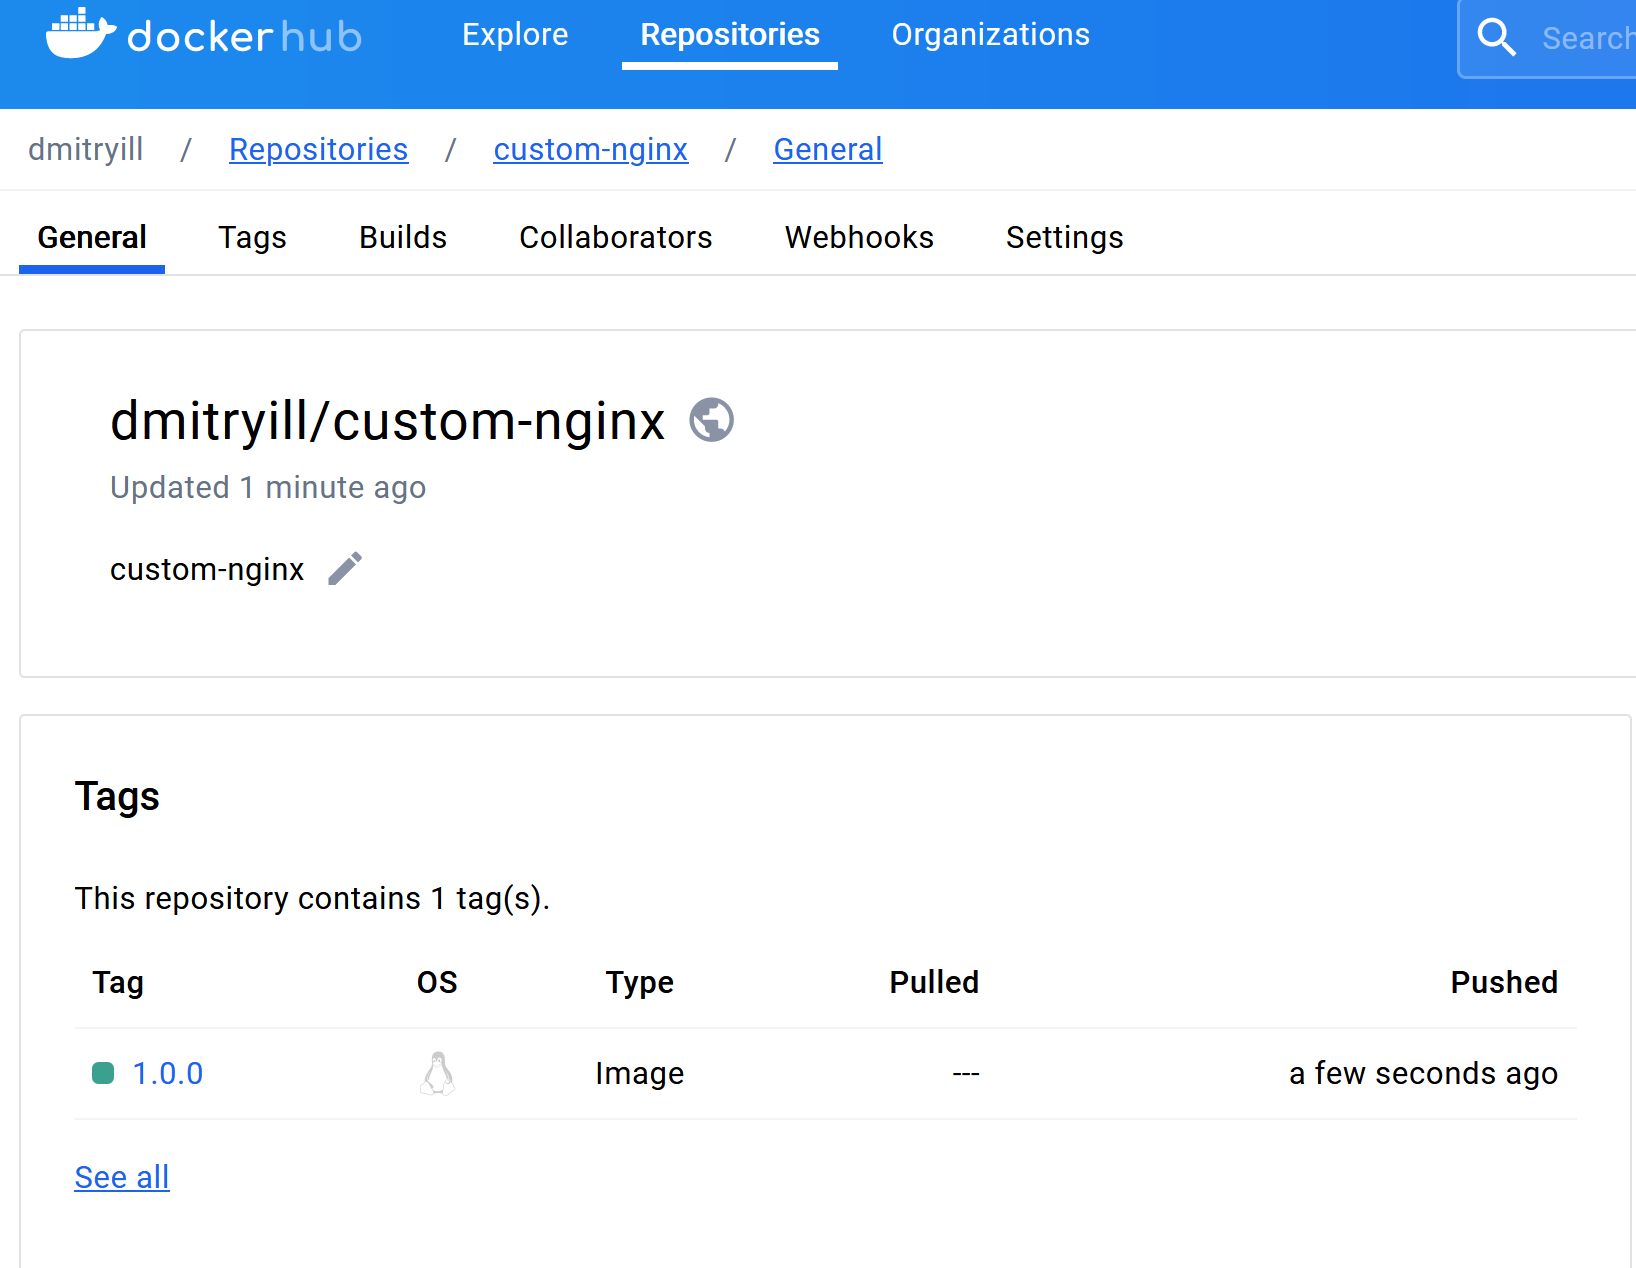 dockerhub Explore Repositories Organizations Search
dmitryill / Repositories / custom-nginx / General
General Tags Builds Collaborators Webhooks Settings
dmitryill/custom-nginx
Updated 1 minute ago
custom-nginx
Tags
This repository contains 1 tag(s).
Tag OS Type Pulled Pushed
1.0.0 Image --- a few seconds ago
See all